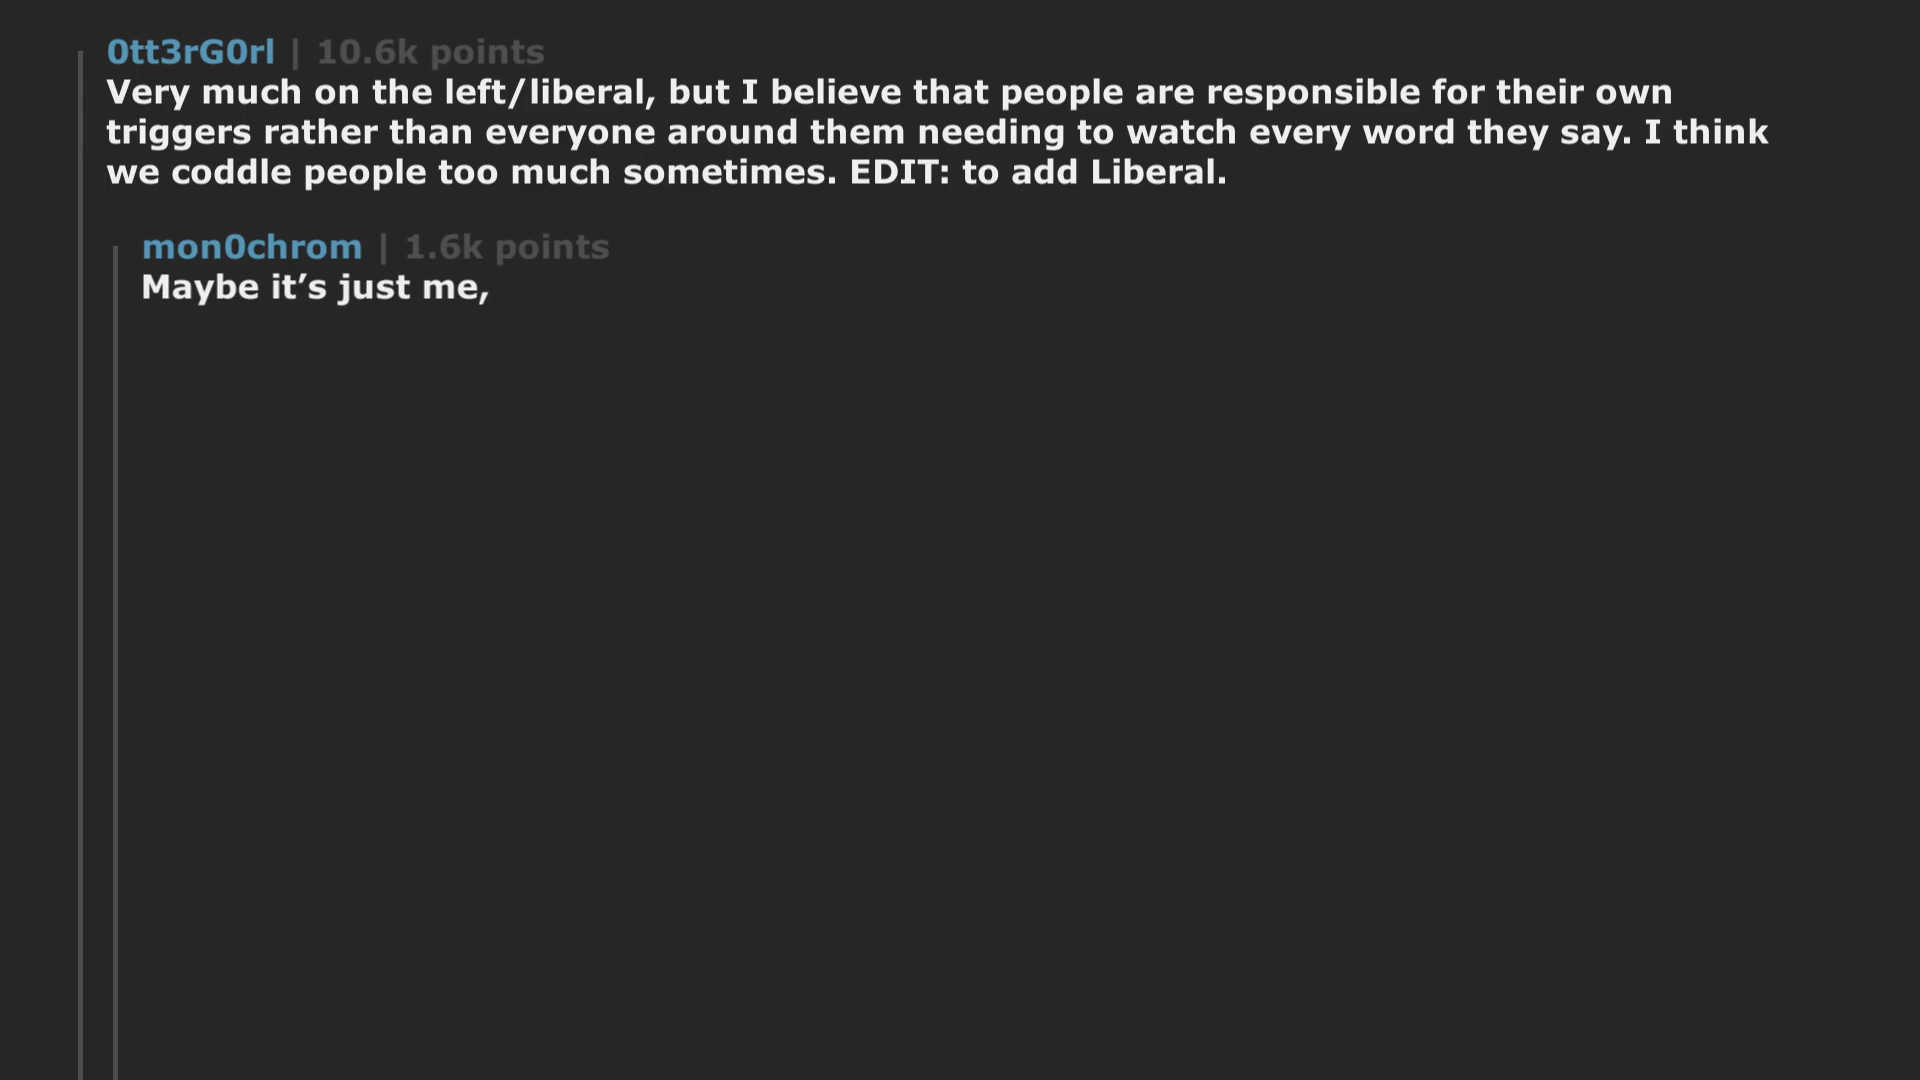 0tt3rG0rl | 10.6k points
Very much on the left/liberal, but I believe that people are responsible for their own
triggers rather than everyone around them needing to watch every word they say. I think
we coddle people too much sometimes. EDIT: to add Liberal.
mon0chrom | 1.6k points
Maybe it’s just me,